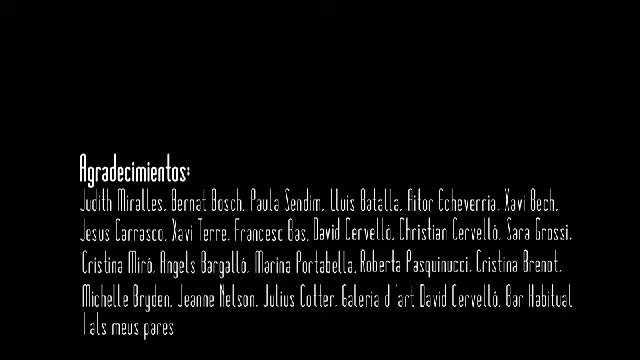 Agradecimientos:
Judith Miralles, Bernat Bosch, Paula Sendim, Lluis Batalla, Aitor Echeverria, Xavi Bech,
Jesus Carrasco, Xavi Terre, Francesc Bas, David Cervelló, Christian Cervelló, Sara Grossi,
Cristina Miró, Angels Bargalló, Marina Portabella, Roberta Pasquinucci, Cristina Brenot,
Michelle Bryden, Jeanne Nelson, Julius Cotter, Galeria d´art David Cervelló, Bar Habitual
I als meus pares